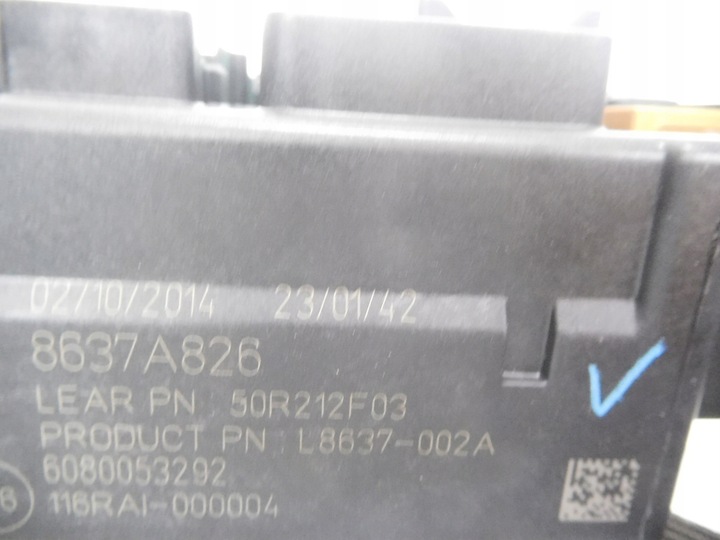 02/10/2014 23/01/42
8637A826
LEAR PN : 50R212F03
PRODUCT PN : L8637-002A
6080053292
116RAI-000004